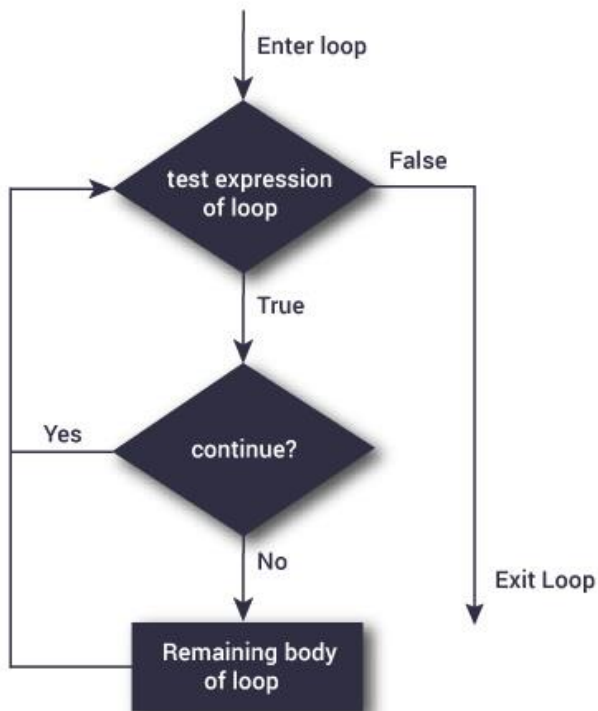 Enter loop
test expression
of loop
False
True
continue?
Yes
No
Exit Loop
Remaining body
of loop